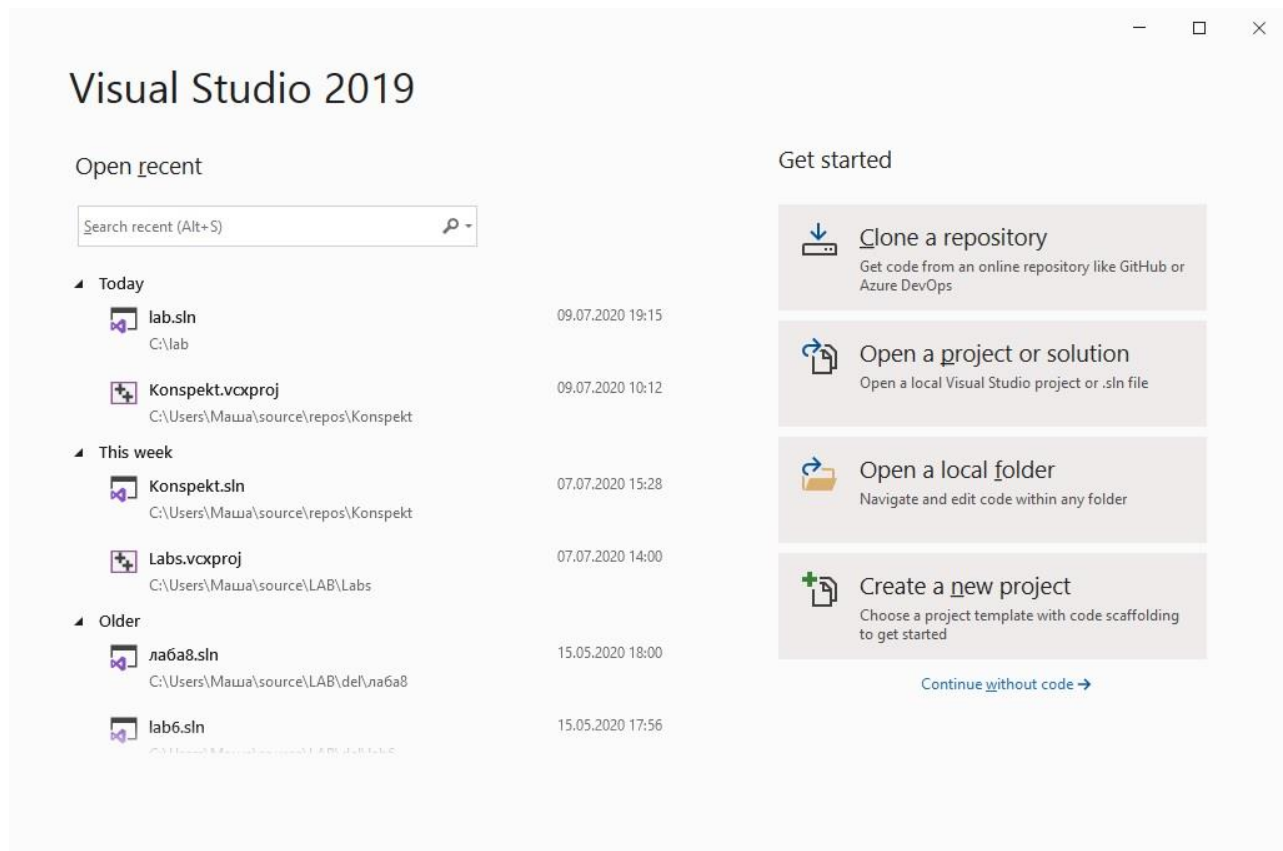 Visual Studio 2019
Open recent
Search recent (Alt+S)
Today
lab.sln 09.07.2020 19:15
C:\lab
Konspekt.vcxproj 09.07.2020 10:12
C:\Users\Маша\source\repos\Konspekt
This week
Konspekt.sln 07.07.2020 15:28
C:\Users\Маша\source\repos\Konspekt
Labs.vcxproj 07.07.2020 14:00
C:\Users\Маша\source\LAB\Labs
Older
лаба8.sln 15.05.2020 18:00
C:\Users\Маша\source\LAB\del\лаба8
lab6.sln 15.05.2020 17:56
Get started
Clone a repository
Get code from an online repository like GitHub or
Azure DevOps
Open a project or solution
Open a local Visual Studio project or .sln file
Open a local folder
Navigate and edit code within any folder
Create a new project
Choose a project template with code scaffolding
to get started
Continue without code →